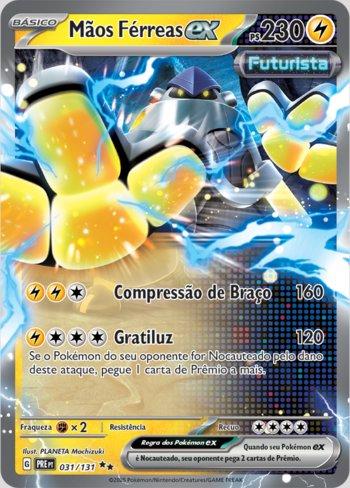 BÁSICO
Mãos Férreas ex
PS 230
Futurista
Compressão de Braço 160
Gratiluz 120
Se o Pokémon do seu oponente for Nocauteado pelo dano
deste ataque, pegue 1 carta de Prêmio a mais.
Fraqueza ×2 Resistência Recuo
Ilust. PLANETA Mochizuki
G PRE PT 031/131 ★★
Regra dos Pokémon ex
Quando seu Pokémon ex
é Nocauteado, seu oponente pega 2 cartas de Prêmio.
©2025 Pokémon/Nintendo/Creatures/GAME FREAK